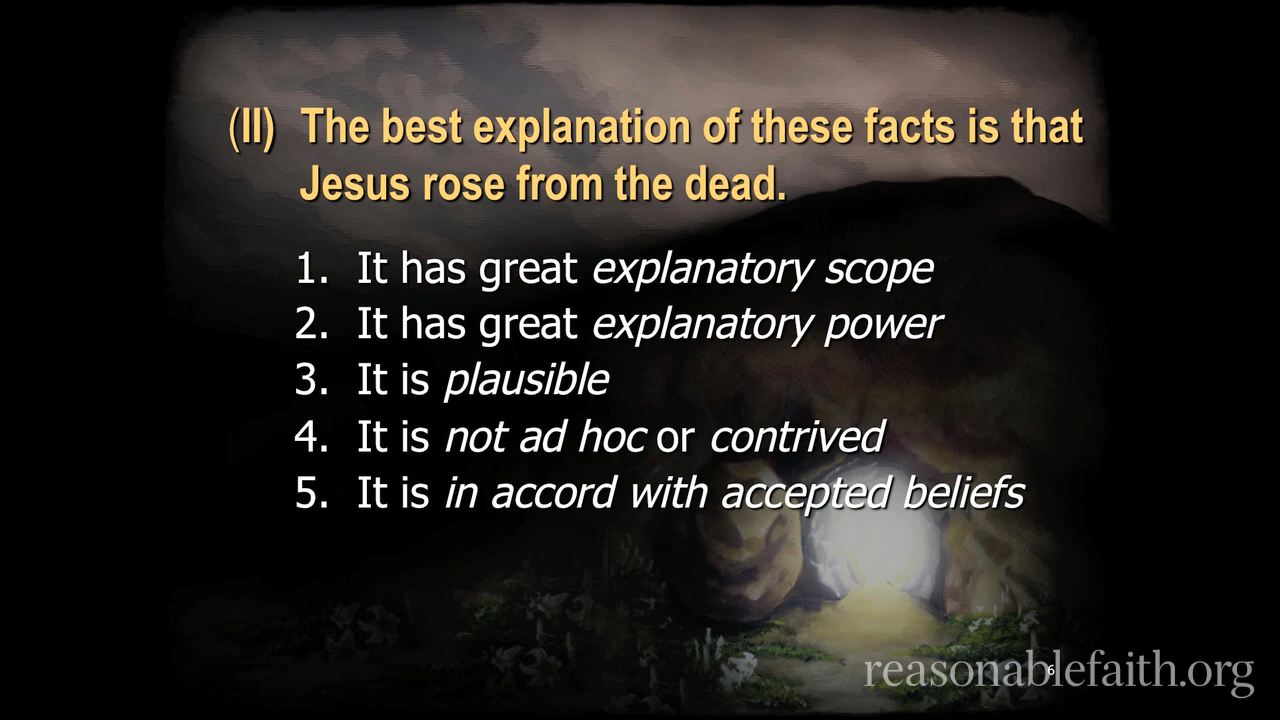 (II) The best explanation of these facts is that
Jesus rose from the dead.
1. It has great explanatory scope
2. It has great explanatory power
3. It is plausible
4. It is not ad hoc or contrived
5. It is in accord with accepted beliefs
reasonablefaith.org
6